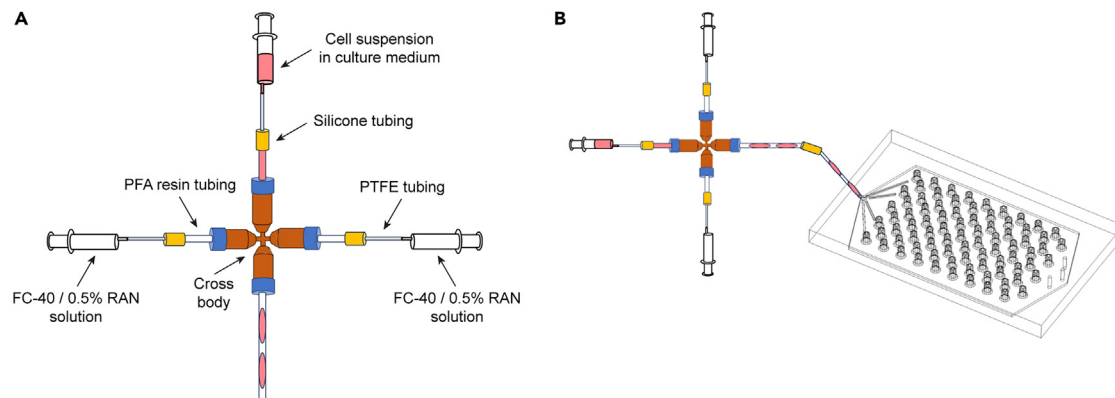 A
B
Cell suspension
in culture medium
Silicone tubing
PFA resin tubing
PTFE tubing
Cross
body
FC-40 / 0.5% RAN
solution
FC-40 / 0.5% RAN
solution